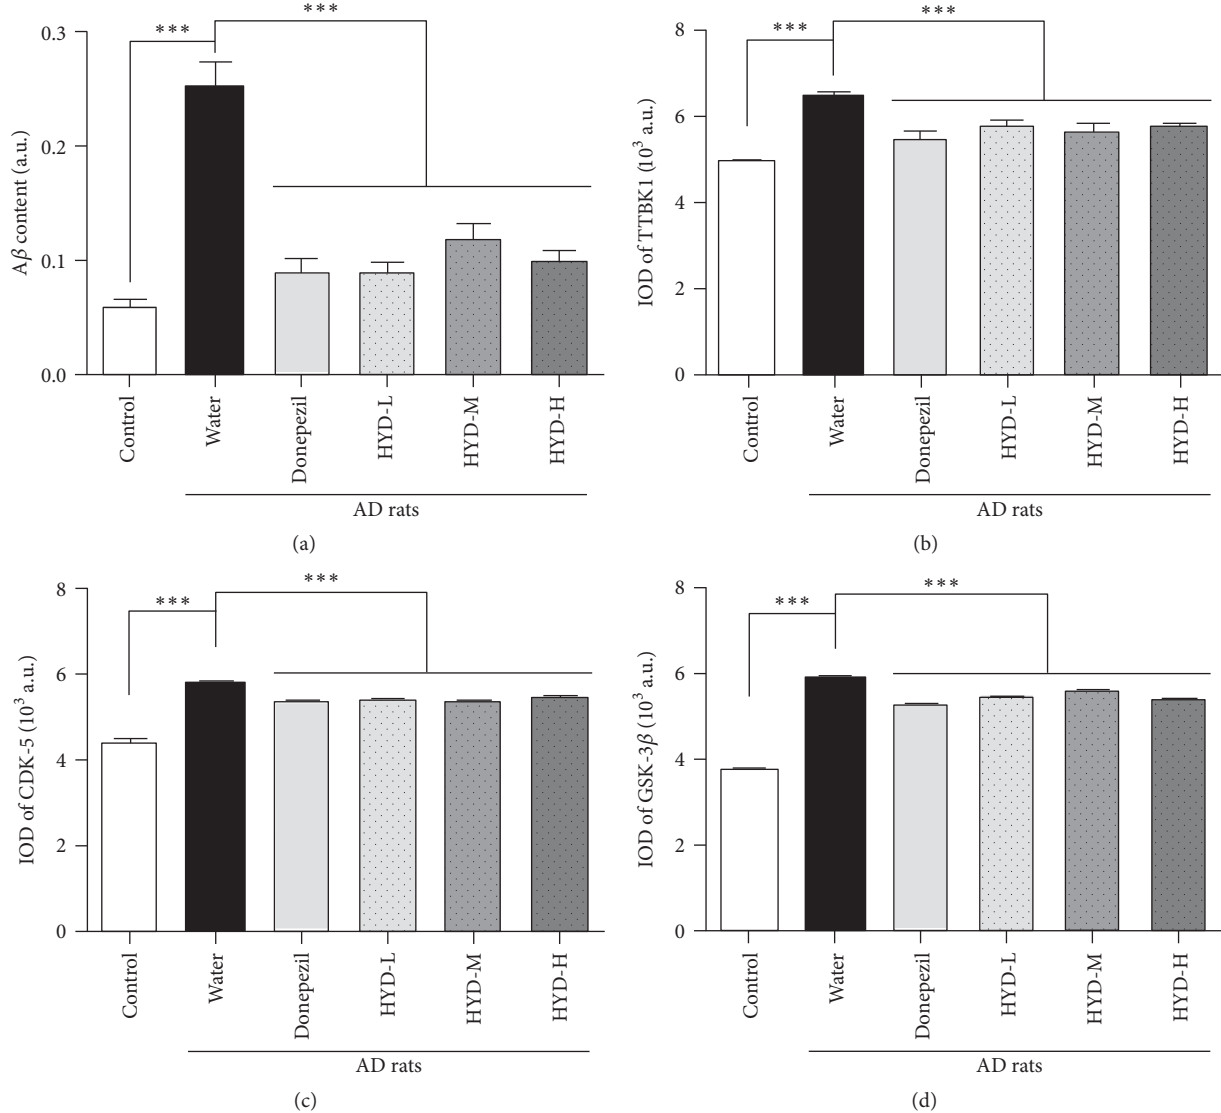 ***
***
0.3
0.2
0.1
0.0
Aβ content (a.u.)
Control
Water
Donepezil
HYD-L
HYD-M
HYD-H
AD rats
(a)
***
***
8
6
4
2
0
IOD of TTBK1 (10³ a.u.)
Control
Water
Donepezil
HYD-L
HYD-M
HYD-H
AD rats
(b)
***
***
8
6
4
2
0
IOD of CDK-5 (10³ a.u.)
Control
Water
Donepezil
HYD-L
HYD-M
HYD-H
AD rats
(c)
***
***
8
6
4
2
0
IOD of GSK-3β (10³ a.u.)
Control
Water
Donepezil
HYD-L
HYD-M
HYD-H
AD rats
(d)